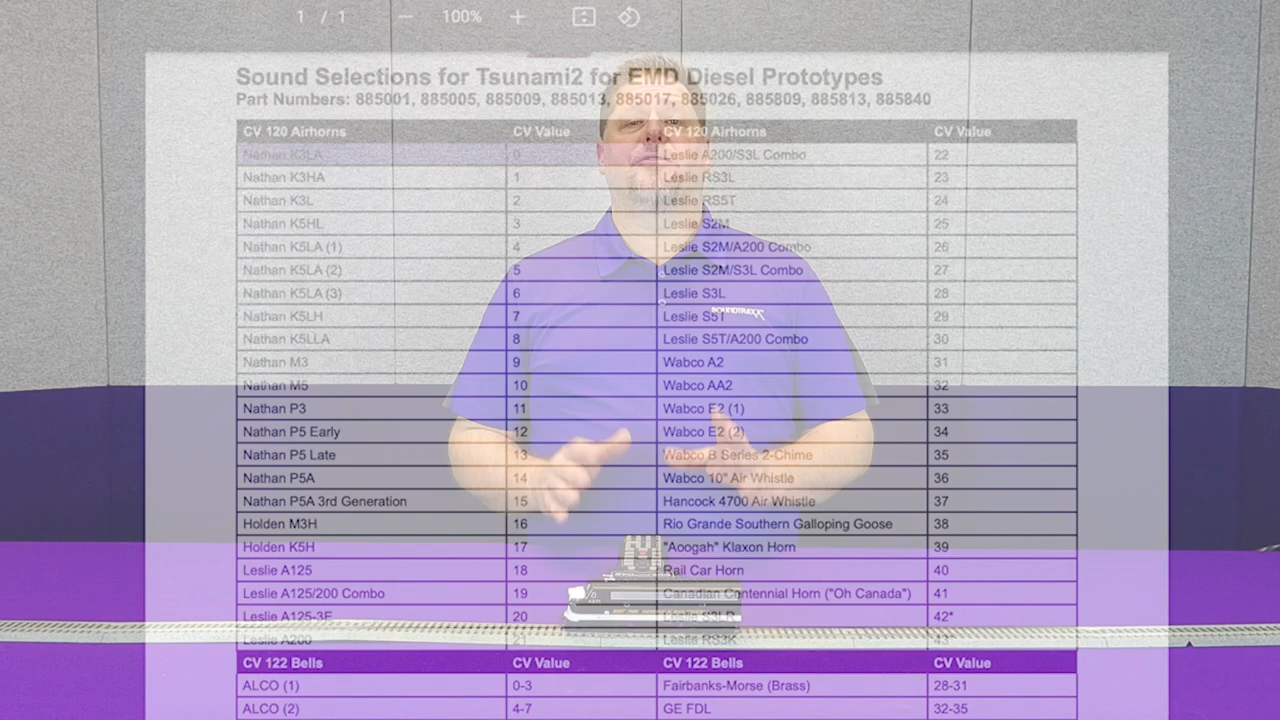 1 / 1 100%
Sound Selections for Tsunami2 for EMD Diesel Prototypes
Part Numbers: 885001, 885005, 885009, 885013, 885017, 885026, 885809, 885813, 885840
CV 120 Airhorns CV Value CV 120 Airhorns CV Value
Nathan K3LA 0 Leslie A200/S3L Combo 22
Nathan K3HA 1 Leslie RS3L 23
Nathan K3L 2 Leslie RS5T 24
Nathan K5HL 3 Leslie S2M 25
Nathan K5LA (1) 4 Leslie S2M/A200 Combo 26
Nathan K5LA (2) 5 Leslie S2M/S3L Combo 27
Nathan K5LA (3) 6 Leslie S3L 28
Nathan K5LH 7 Leslie S5T 29
Nathan K5LLA 8 Leslie S5T/A200 Combo 30
Nathan M3 9 Wabco A2 31
Nathan M5 10 Wabco AA2 32
Nathan P3 11 Wabco E2 (1) 33
Nathan P5 Early 12 Wabco E2 (2) 34
Nathan P5 Late 13 Wabco B Series 2-Chime 35
Nathan P5A 14 Wabco 10" Air Whistle 36
Nathan P5A 3rd Generation 15 Hancock 4700 Air Whistle 37
Holden M3H 16 Rio Grande Southern Galloping Goose 38
Holden K5H 17 "Aoogah" Klaxon Horn 39
Leslie A125 18 Rail Car Horn 40
Leslie A125/200 Combo 19 Canadian Centennial Horn ("Oh Canada") 41
Leslie A125-3E 20 Leslie S3LR 42*
Leslie A200 21 Leslie RS3K 43
CV 122 Bells CV Value CV 122 Bells CV Value
ALCO (1) 0-3 Fairbanks-Morse (Brass) 28-31
ALCO (2) 4-7 GE FDL 32-35
SOUNDTRAXX